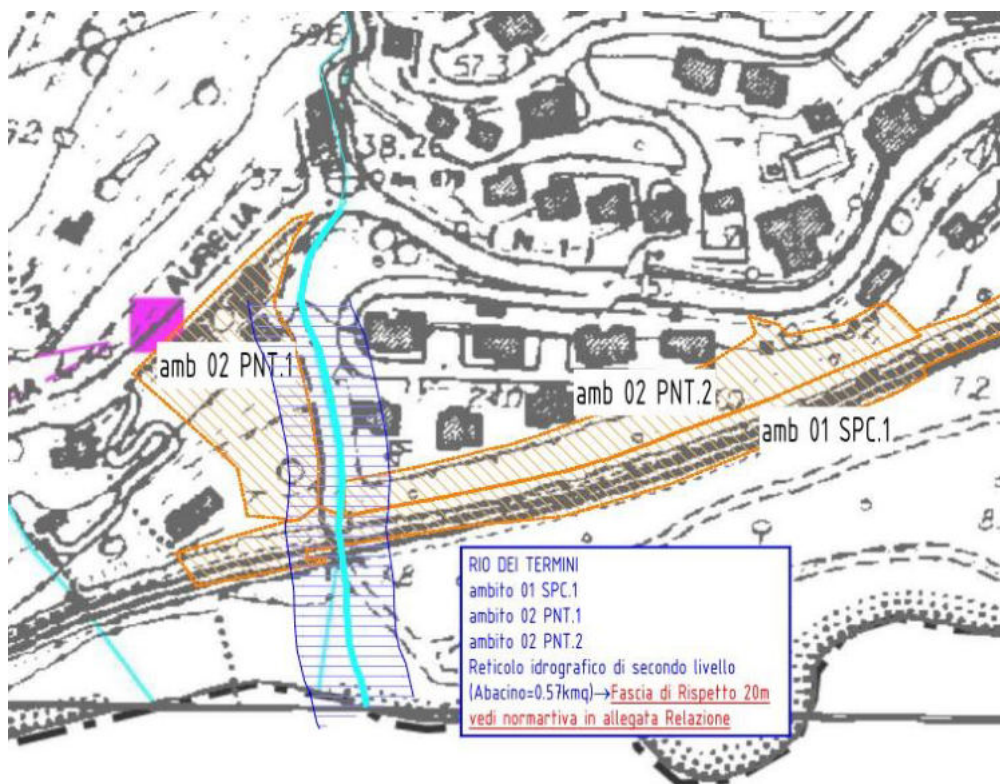 57.3
38.26
AURELIA
amb 02 PNT.1
amb 02 PNT.2
amb 01 SPC.1
7.2
RIO DEI TERMINI
ambito 01 SPC.1
ambito 02 PNT.1
ambito 02 PNT.2
Reticolo idrografico di secondo livello
(Abacino=0.57kmq)→Fascia di Rispetto 20m
vedi normartiva in allegata Relazione